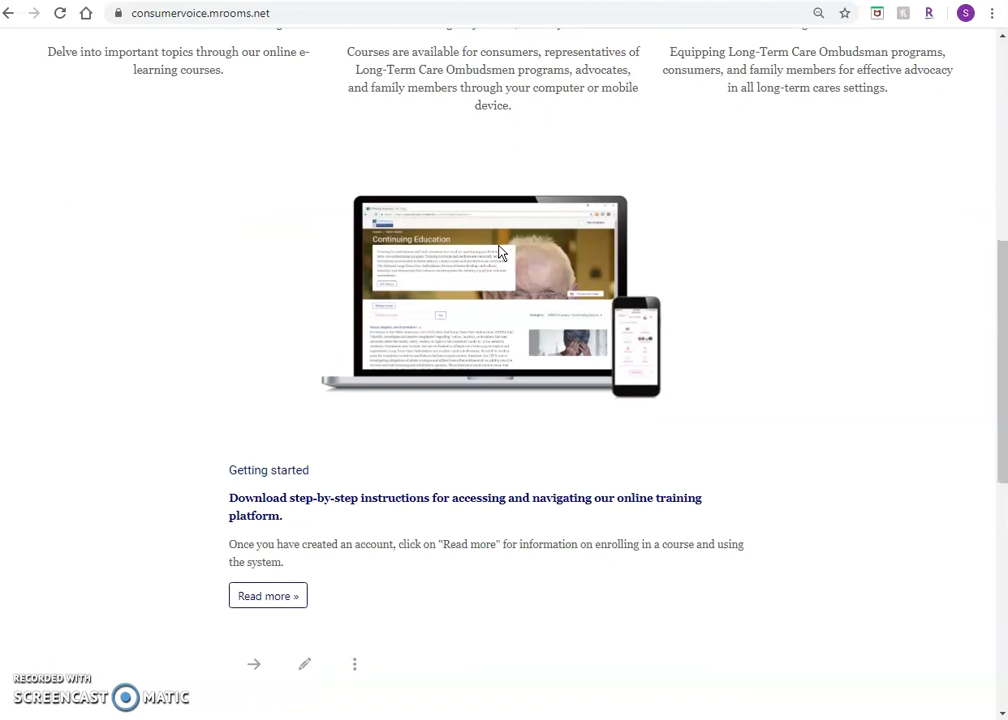 consumervoice.mrooms.net
S
Delve into important topics through our online e-
learning courses.
Courses are available for consumers, representatives of
Long-Term Care Ombudsmen programs, advocates,
and family members through your computer or mobile
device.
Equipping Long-Term Care Ombudsman programs,
consumers, and family members for effective advocacy
in all long-term cares settings.
Continuing Education
Getting started
Download step-by-step instructions for accessing and navigating our online training
platform.
Once you have created an account, click on "Read more" for information on enrolling in a course and using
the system.
Read more »
RECORDED WITH
SCREENCAST MATIC